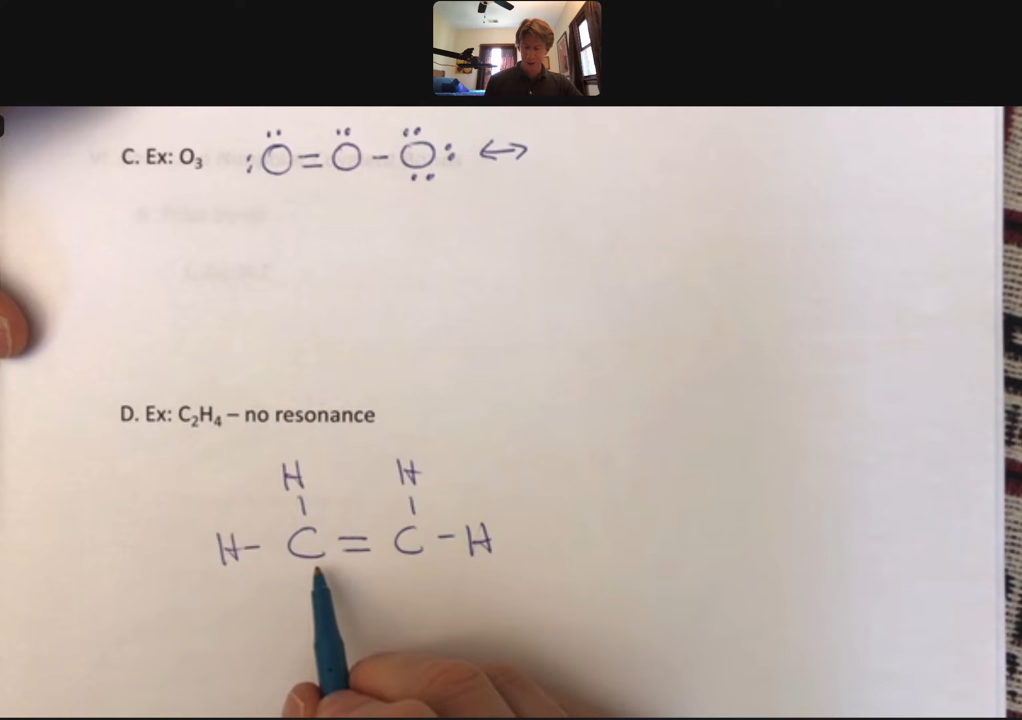 C. Ex: O₃ :Ö=Ö-Ö: ↔
D. Ex: C₂H₄ – no resonance
H H
H- C = C -H